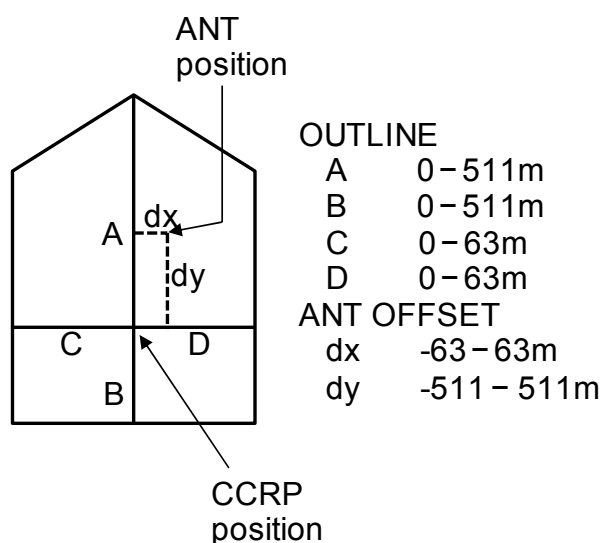 ANT
position
OUTLINE
A 0–511m
B 0–511m
C 0–63m
D 0–63m
ANT OFFSET
dx -63–63m
dy -511–511m
dx
A
dy
C
D
B
CCRP
position